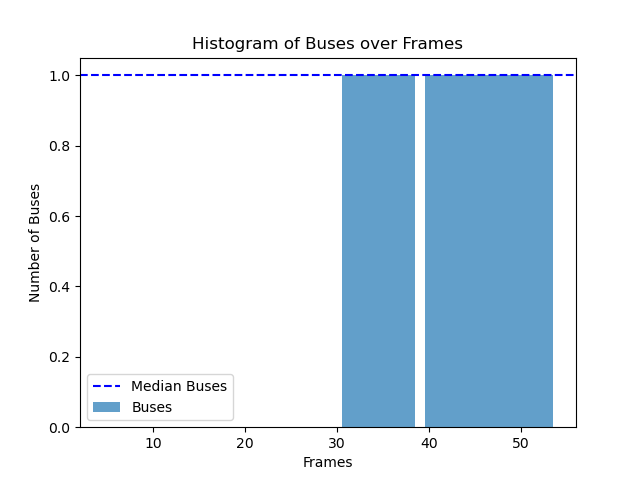 Histogram of Buses over Frames
Number of Buses
1.0
0.8
0.6
0.4
0.2
0.0
Median Buses
Buses
10 20 30 40 50
Frames